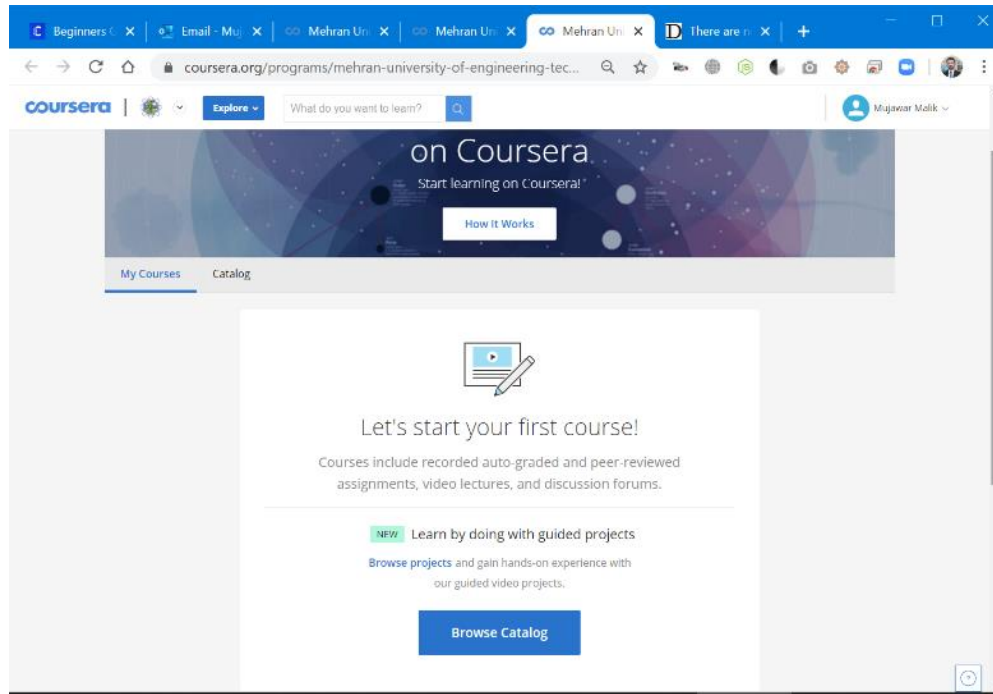 Beginners C
Email - Muj
Mehran Uni
Mehran Uni
Mehran Uni
There are n
coursera.org/programs/mehran-university-of-engineering-tec...
coursera
Explore
What do you want to learn?
Mujawar Malik
on Coursera
Start learning on Coursera!
How It Works
My Courses Catalog
Let's start your first course!
Courses include recorded auto-graded and peer-reviewed
assignments, video lectures, and discussion forums.
NEW Learn by doing with guided projects
Browse projects and gain hands-on experience with
our guided video projects.
Browse Catalog